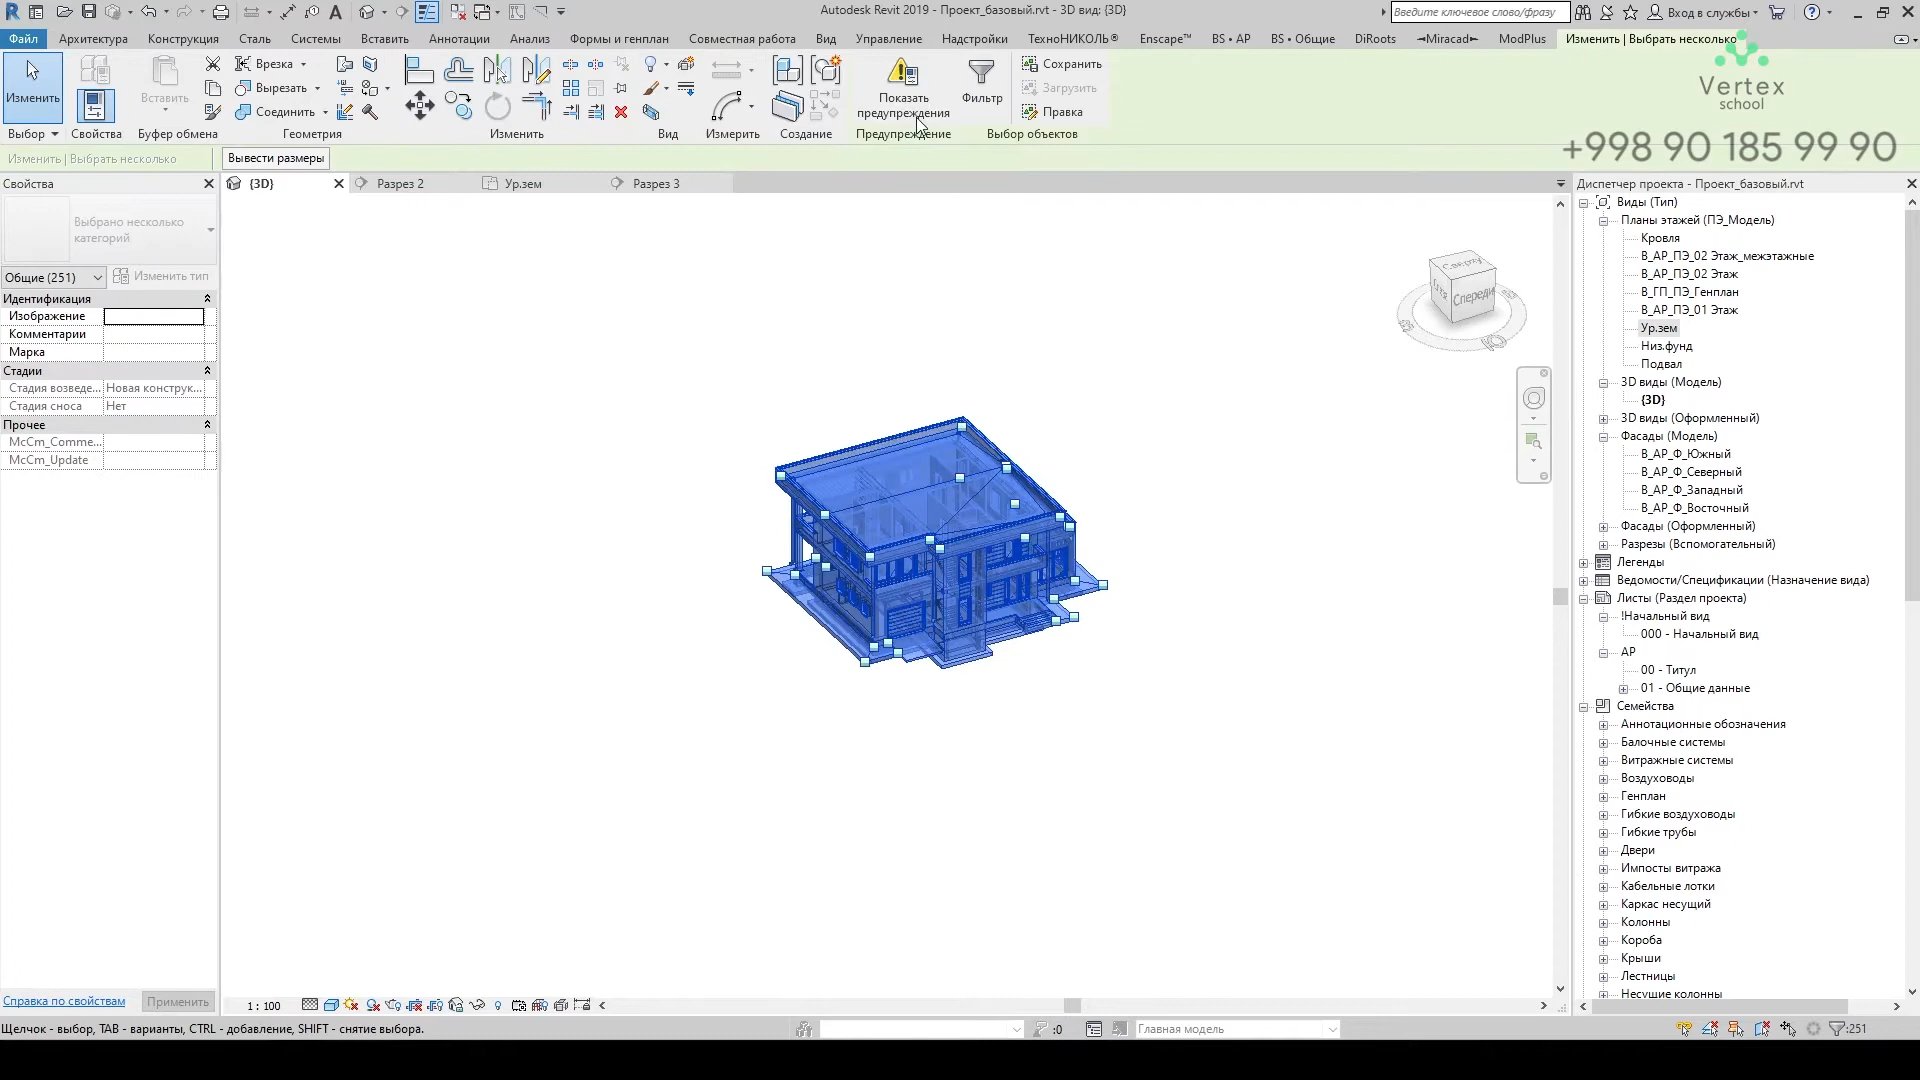 Autodesk Revit 2019 - Проект_базовый.rvt - 3D вид: {3D}
Введите ключевое слово/фразу
Вход в службы
Файл Архитектура Конструкция Сталь Системы Вставить Аннотации Анализ Формы и генплан Совместная работа Вид Управление Надстройки ТехноНИКОЛЬ® Enscape™ BS • АР BS • Общие DiRoots ◄Miracad► ModPlus Изменить | Выбрать несколько
Изменить
Вставить
Врезка
Вырезать
Соединить
Показать
предупреждения
Фильтр
Сохранить
Загрузить
Правка
Выбор Свойства Буфер обмена Геометрия Изменить Вид Измерить Создание Предупреждение Выбор объектов
Vertex
school
+998 90 185 99 90
Изменить | Выбрать несколько
Вывести размеры
Свойства
{3D} Разрез 2 Ур.зем Разрез 3
Выбрано несколько
категорий
Общие (251) Изменить тип
Идентификация
Изображение
Комментарии
Марка
Стадии
Стадия возведе... Новая конструк...
Стадия сноса Нет
Прочее
McCm_Comme...
McCm_Update
Справка по свойствам Применить
Сверху
Спереди
1 : 100
Диспетчер проекта - Проект_базовый.rvt
Виды (Тип)
Планы этажей (ПЭ_Модель)
Кровля
В_АР_ПЭ_02 Этаж_межэтажные
В_АР_ПЭ_02 Этаж
В_ГП_ПЭ_Генплан
В_АР_ПЭ_01 Этаж
Ур.зем
Низ.фунд
Подвал
3D виды (Модель)
{3D}
3D виды (Оформленный)
Фасады (Модель)
В_АР_Ф_Южный
В_АР_Ф_Северный
В_АР_Ф_Западный
В_АР_Ф_Восточный
Фасады (Оформленный)
Разрезы (Вспомогательный)
Легенды
Ведомости/Спецификации (Назначение вида)
Листы (Раздел проекта)
!Начальный вид
000 - Начальный вид
АР
00 - Титул
01 - Общие данные
Семейства
Аннотационные обозначения
Балочные системы
Витражные системы
Воздуховоды
Генплан
Гибкие воздуховоды
Гибкие трубы
Двери
Импосты витража
Кабельные лотки
Каркас несущий
Колонны
Короба
Крыши
Лестницы
Несущие колонны
Щелчок - выбор, TAB - варианты, CTRL - добавление, SHIFT - снятие выбора.
:0
Главная модель
:251